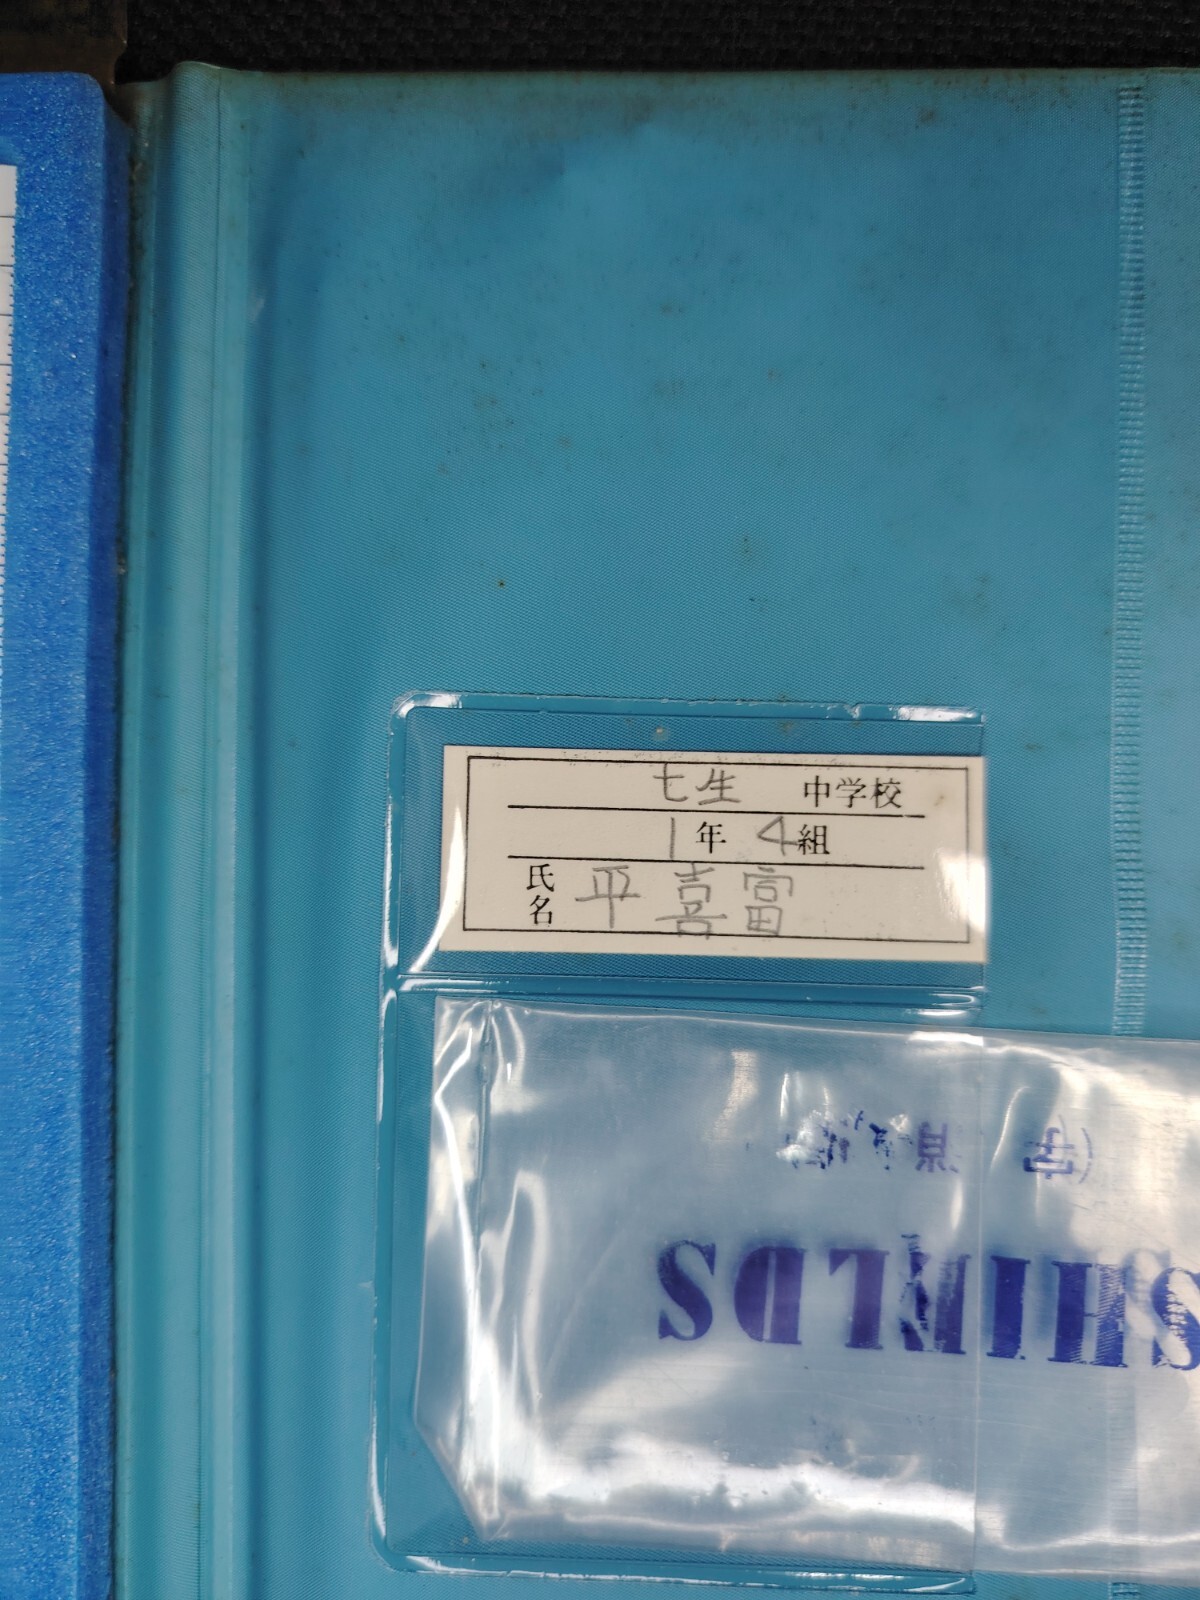 七生 中学校
1年 4組
氏名 平 喜富
SHIELDS